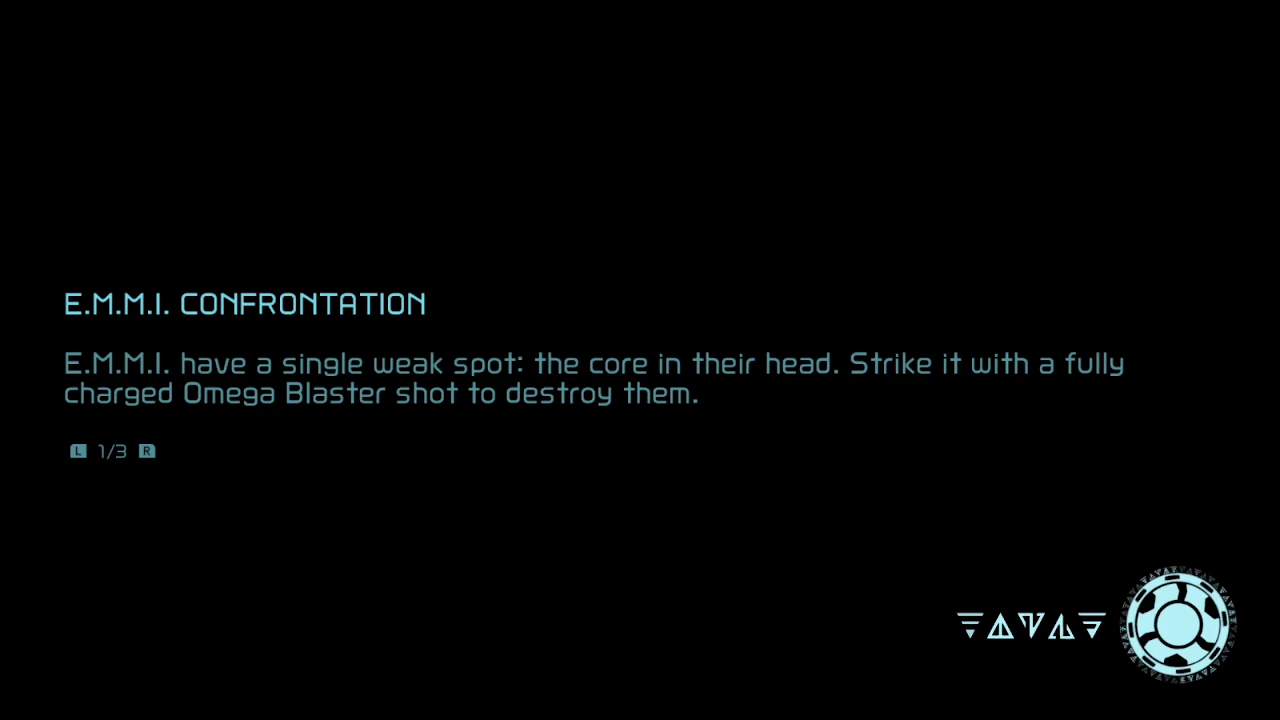 E.M.M.I. CONFRONTATION
E.M.M.I. have a single weak spot: the core in their head. Strike it with a fully
charged Omega Blaster shot to destroy them.
L 1/3 R